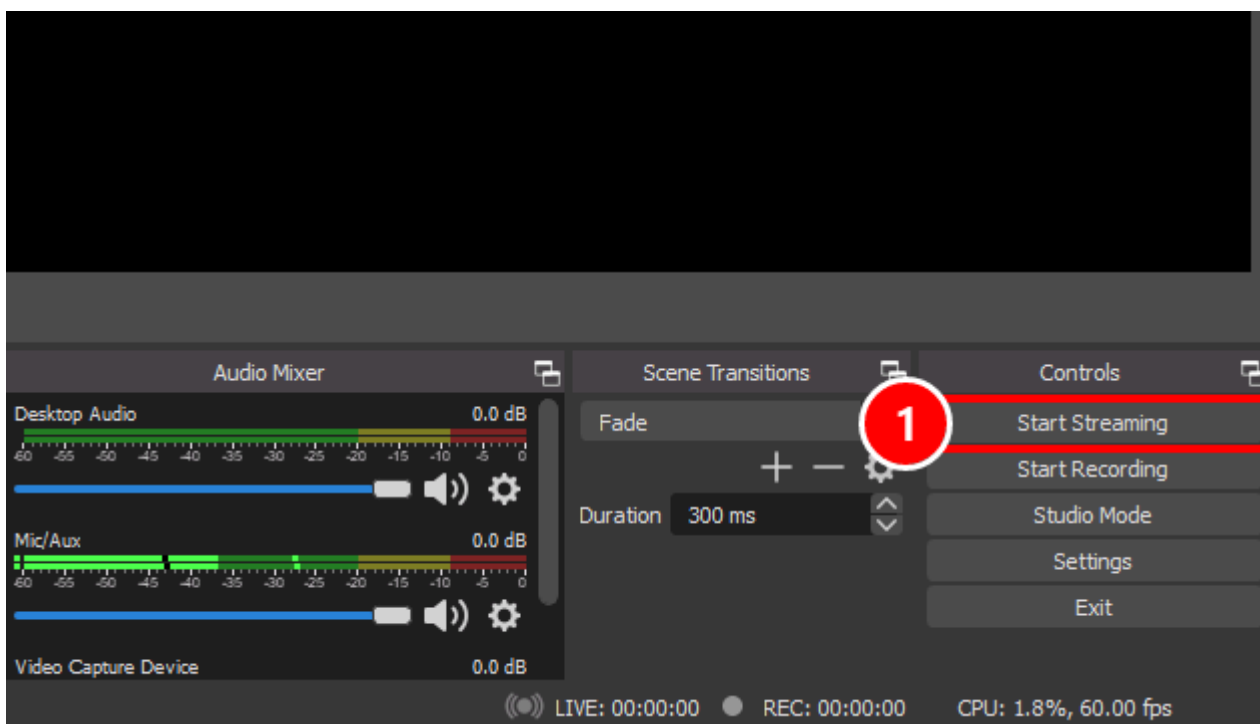 Audio Mixer
Scene Transitions
Controls
Desktop Audio
0.0 dB
-60 -55 -50 -45 -40 -35 -30 -25 -20 -15 -10 -5 0
Mic/Aux
0.0 dB
-60 -55 -50 -45 -40 -35 -30 -25 -20 -15 -10 -5 0
Video Capture Device
0.0 dB
Fade
Duration 300 ms
1
Start Streaming
Start Recording
Studio Mode
Settings
Exit
LIVE: 00:00:00 REC: 00:00:00 CPU: 1.8%, 60.00 fps